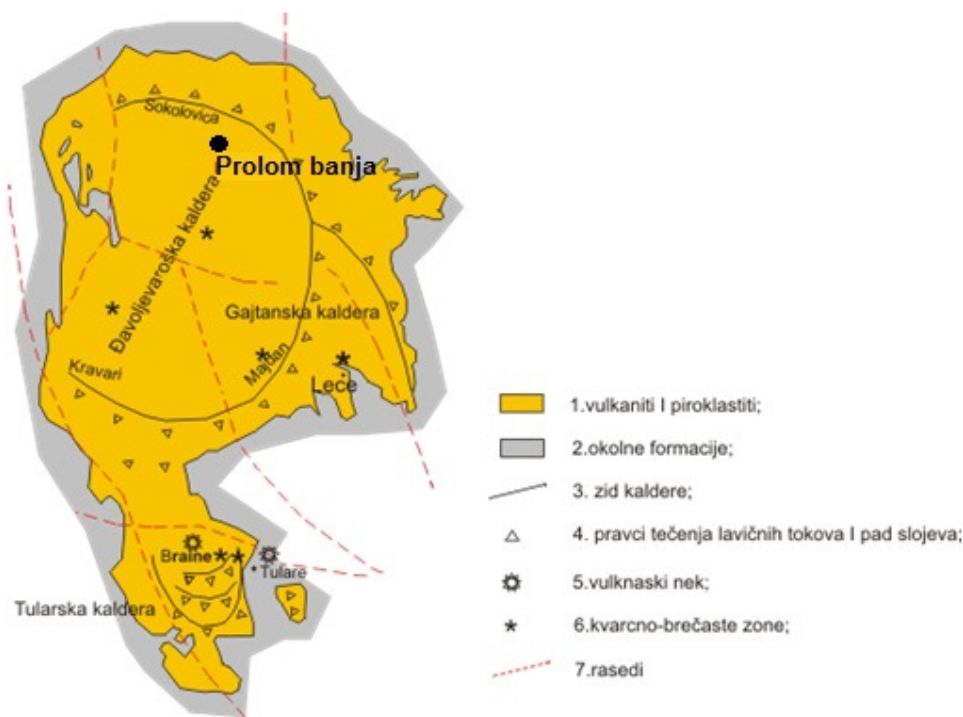 Sokolovica
Prolom banja
Đavoljevaroška kaldera
Gajtanska kaldera
Kravari
Majdan
Lece
Braine
Tulare
Tularska kaldera
1.vulkaniti I piroklastiti;
2.okolne formacije;
3. zid kaldere;
4. pravci tečenja lavičnih tokova I pad slojeva;
5.vulknaski nek;
6.kvarcno-brečaste zone;
7.rasedi